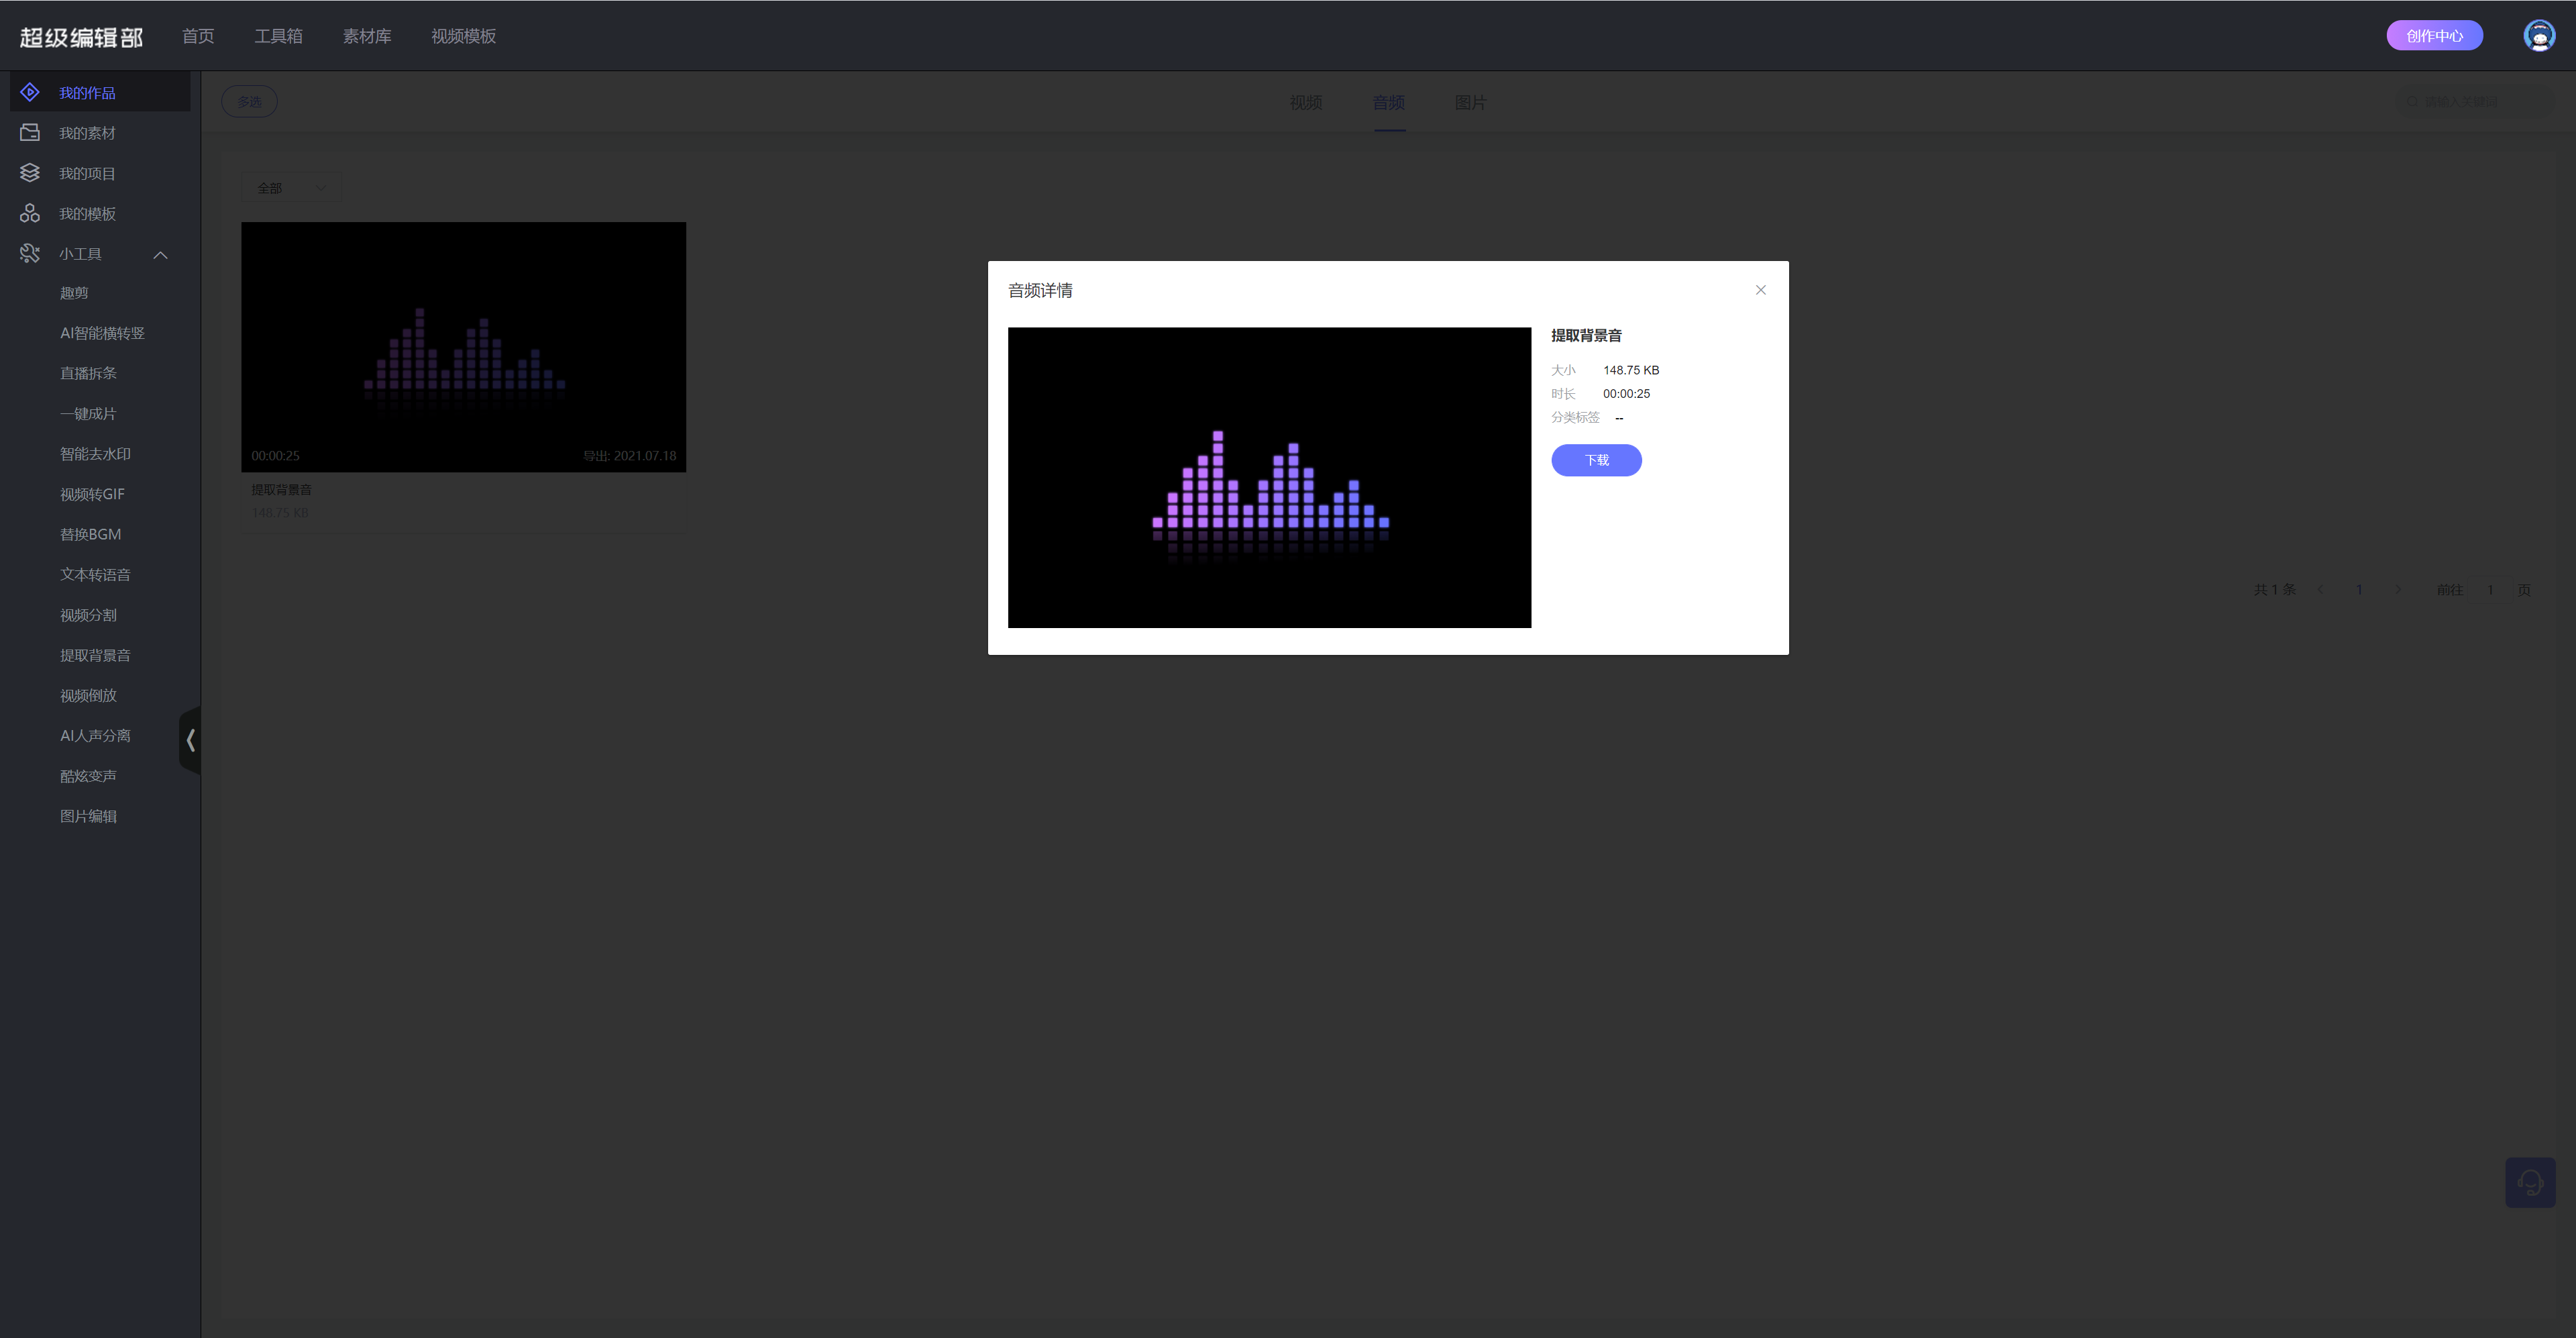 超级编辑部
首页
工具箱
素材库
视频模板
创作中心
我的作品
我的素材
我的项目
我的模板
小工具
趣剪
AI智能横转竖
直播拆条
一键成片
智能去水印
视频转GIF
替换BGM
文本转语音
视频分割
提取背景音
视频倒放
AI人声分离
酷炫变声
图片编辑
多选
视频
音频
图片
请输入关键词
全部
00:00:25
导出: 2021.07.18
提取背景音
148.75 KB
音频详情
提取背景音
大小 148.75 KB
时长 00:00:25
分类标签 --
下载
共 1 条
1
前往 1 页